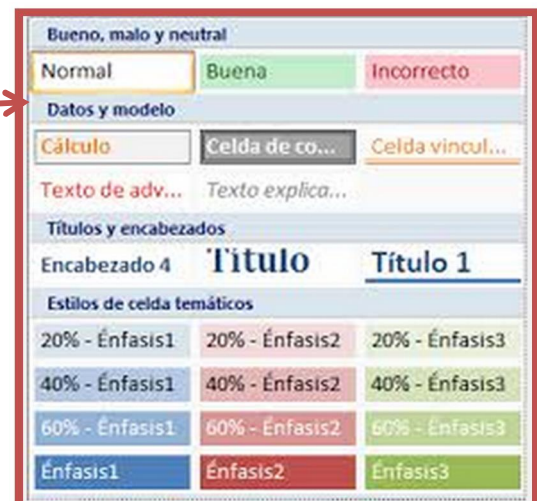 Bueno, malo y neutral
Normal Buena Incorrecto
Datos y modelo
Cálculo Celda de co... Celda vincul...
Texto de adv... Texto explica...
Títulos y encabezados
Encabezado 4 Título Título 1
Estilos de celda temáticos
20% - Énfasis1 20% - Énfasis2 20% - Énfasis3
40% - Énfasis1 40% - Énfasis2 40% - Énfasis3
60% - Énfasis1 60% - Énfasis2 60% - Énfasis3
Énfasis1 Énfasis2 Énfasis3